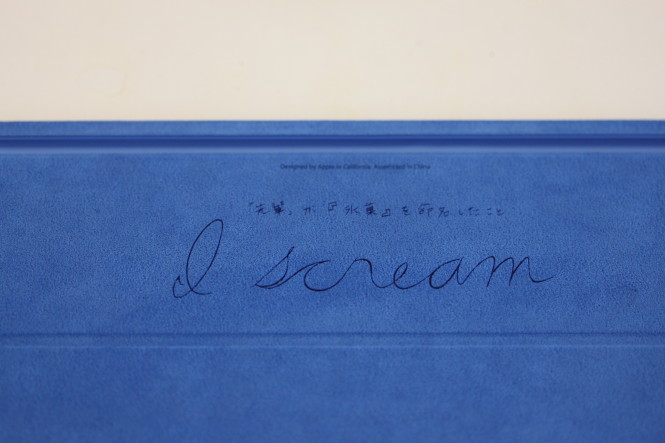 Designed by Apple in California. Assembled in China
「先輩」が『氷菓』を命名したこと
I scream